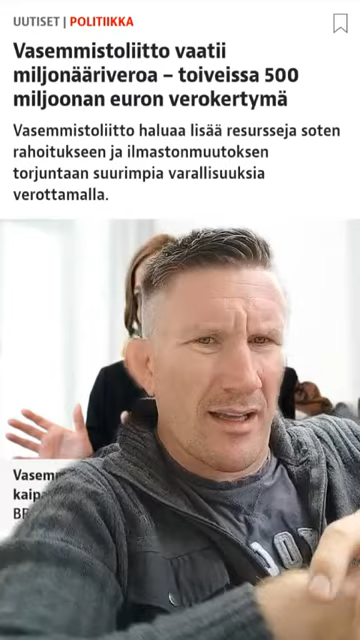 UUTISET | POLITIIKKA
Vasemmistoliitto vaatii
miljonääriveroa – toiveissa 500
miljoonan euron verokertymä
Vasemmistoliitto haluaa lisää resursseja soten
rahoitukseen ja ilmastonmuutoksen
torjuntaan suurimpia varallisuuksia
verottamalla.